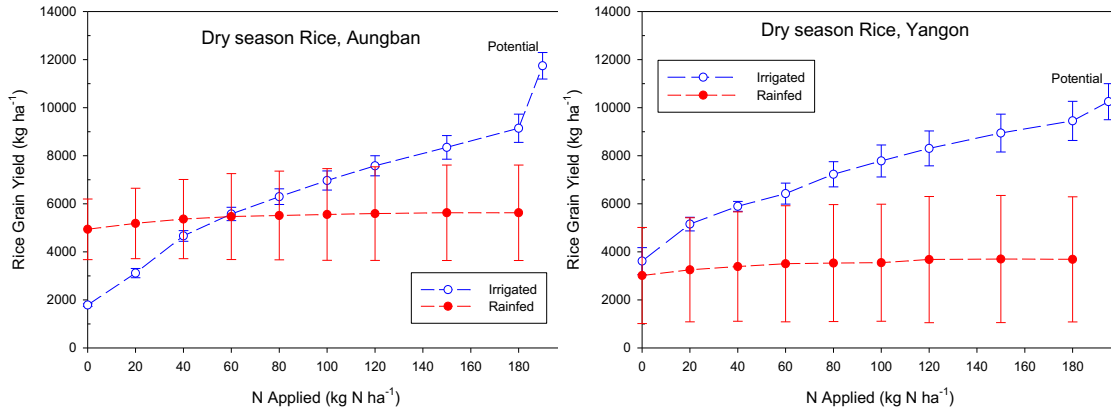 Dry season Rice, Aungban
Potential
Rice Grain Yield (kg ha⁻¹)
14000
12000
10000
8000
6000
4000
2000
0
Irrigated
Rainfed
0 20 40 60 80 100 120 140 160 180
N Applied (kg N ha⁻¹)
Dry season Rice, Yangon
Irrigated
Rainfed
Potential
Rice Grain Yield (kg ha⁻¹)
14000
12000
10000
8000
6000
4000
2000
0
0 20 40 60 80 100 120 140 160 180
N Applied (kg N ha⁻¹)